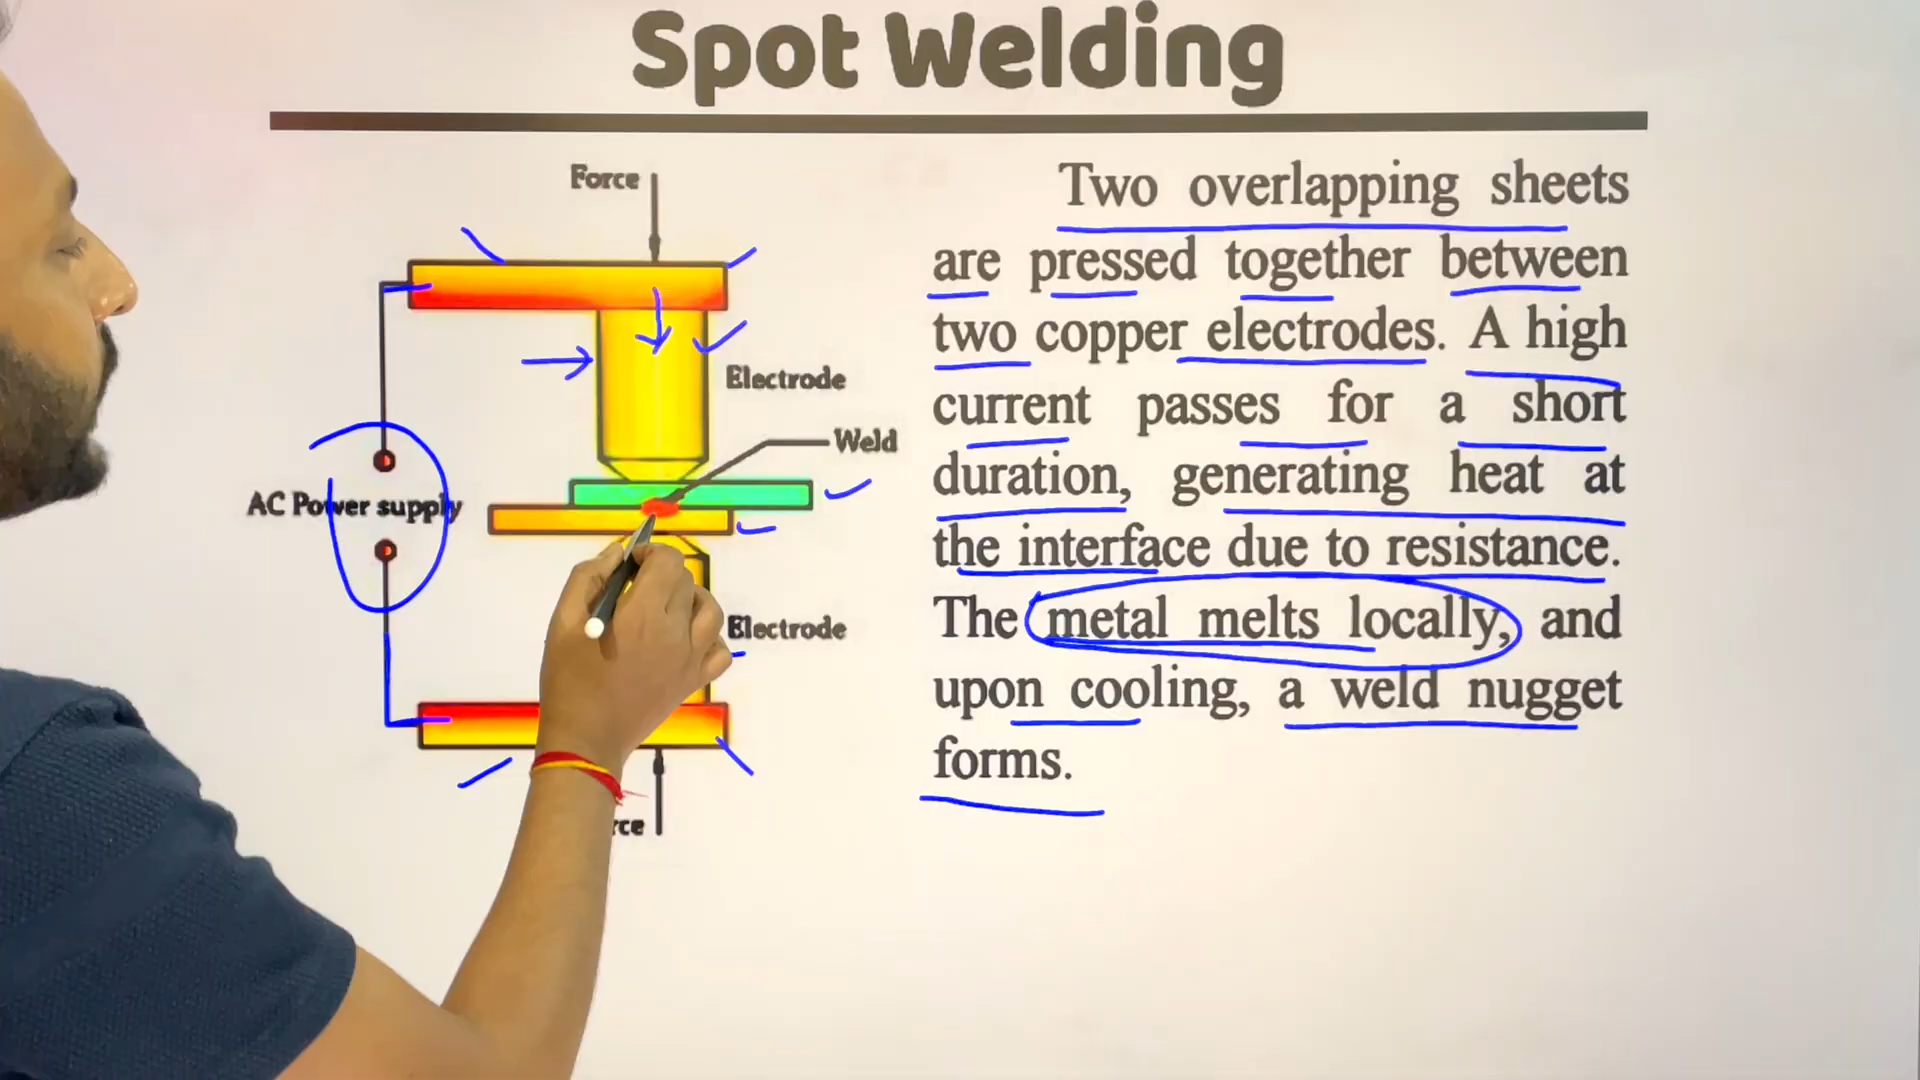 Spot Welding
Force
Electrode
Weld
AC Power supply
Electrode
Two overlapping sheets
are pressed together between
two copper electrodes. A high
current passes for a short
duration, generating heat at
the interface due to resistance.
The metal melts locally, and
upon cooling, a weld nugget
forms.